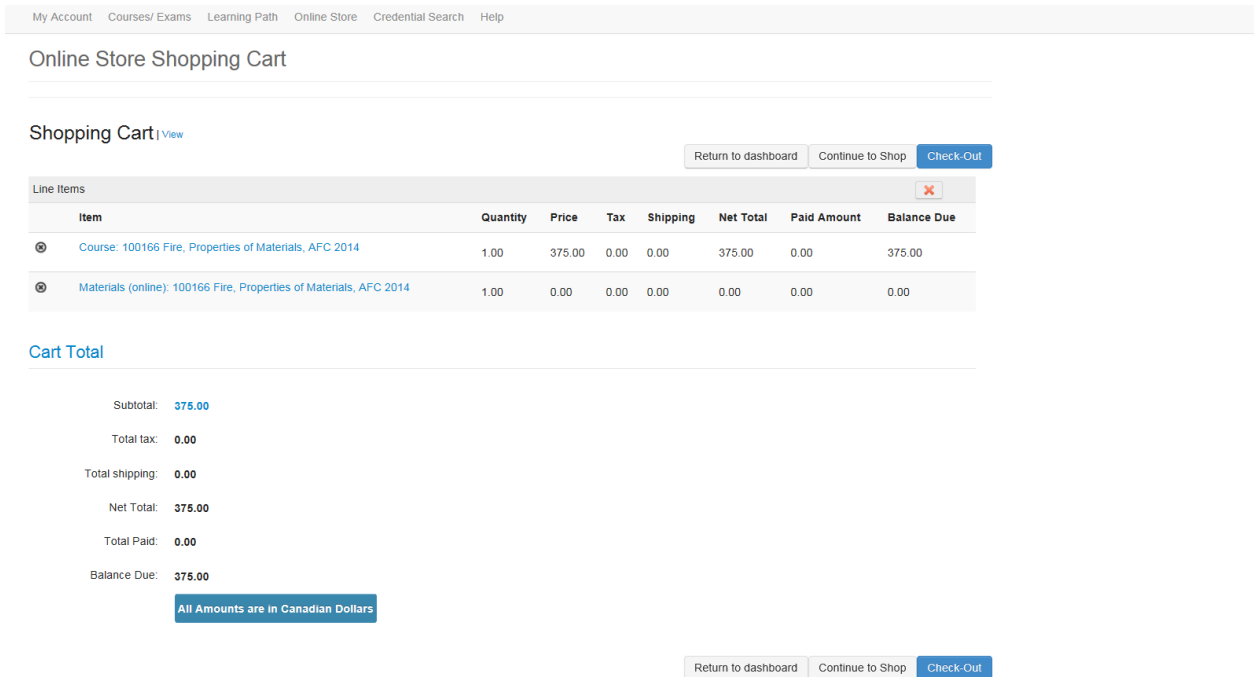 My Account Courses/ Exams Learning Path Online Store Credential Search Help
Online Store Shopping Cart
Shopping Cart | View
Return to dashboard Continue to Shop Check-Out
Line Items
Item Quantity Price Tax Shipping Net Total Paid Amount Balance Due
Course: 100166 Fire, Properties of Materials, AFC 2014 1.00 375.00 0.00 0.00 375.00 0.00 375.00
Materials (online): 100166 Fire, Properties of Materials, AFC 2014 1.00 0.00 0.00 0.00 0.00 0.00 0.00
Cart Total
Subtotal: 375.00
Total tax: 0.00
Total shipping: 0.00
Net Total: 375.00
Total Paid: 0.00
Balance Due: 375.00
All Amounts are in Canadian Dollars
Return to dashboard Continue to Shop Check-Out